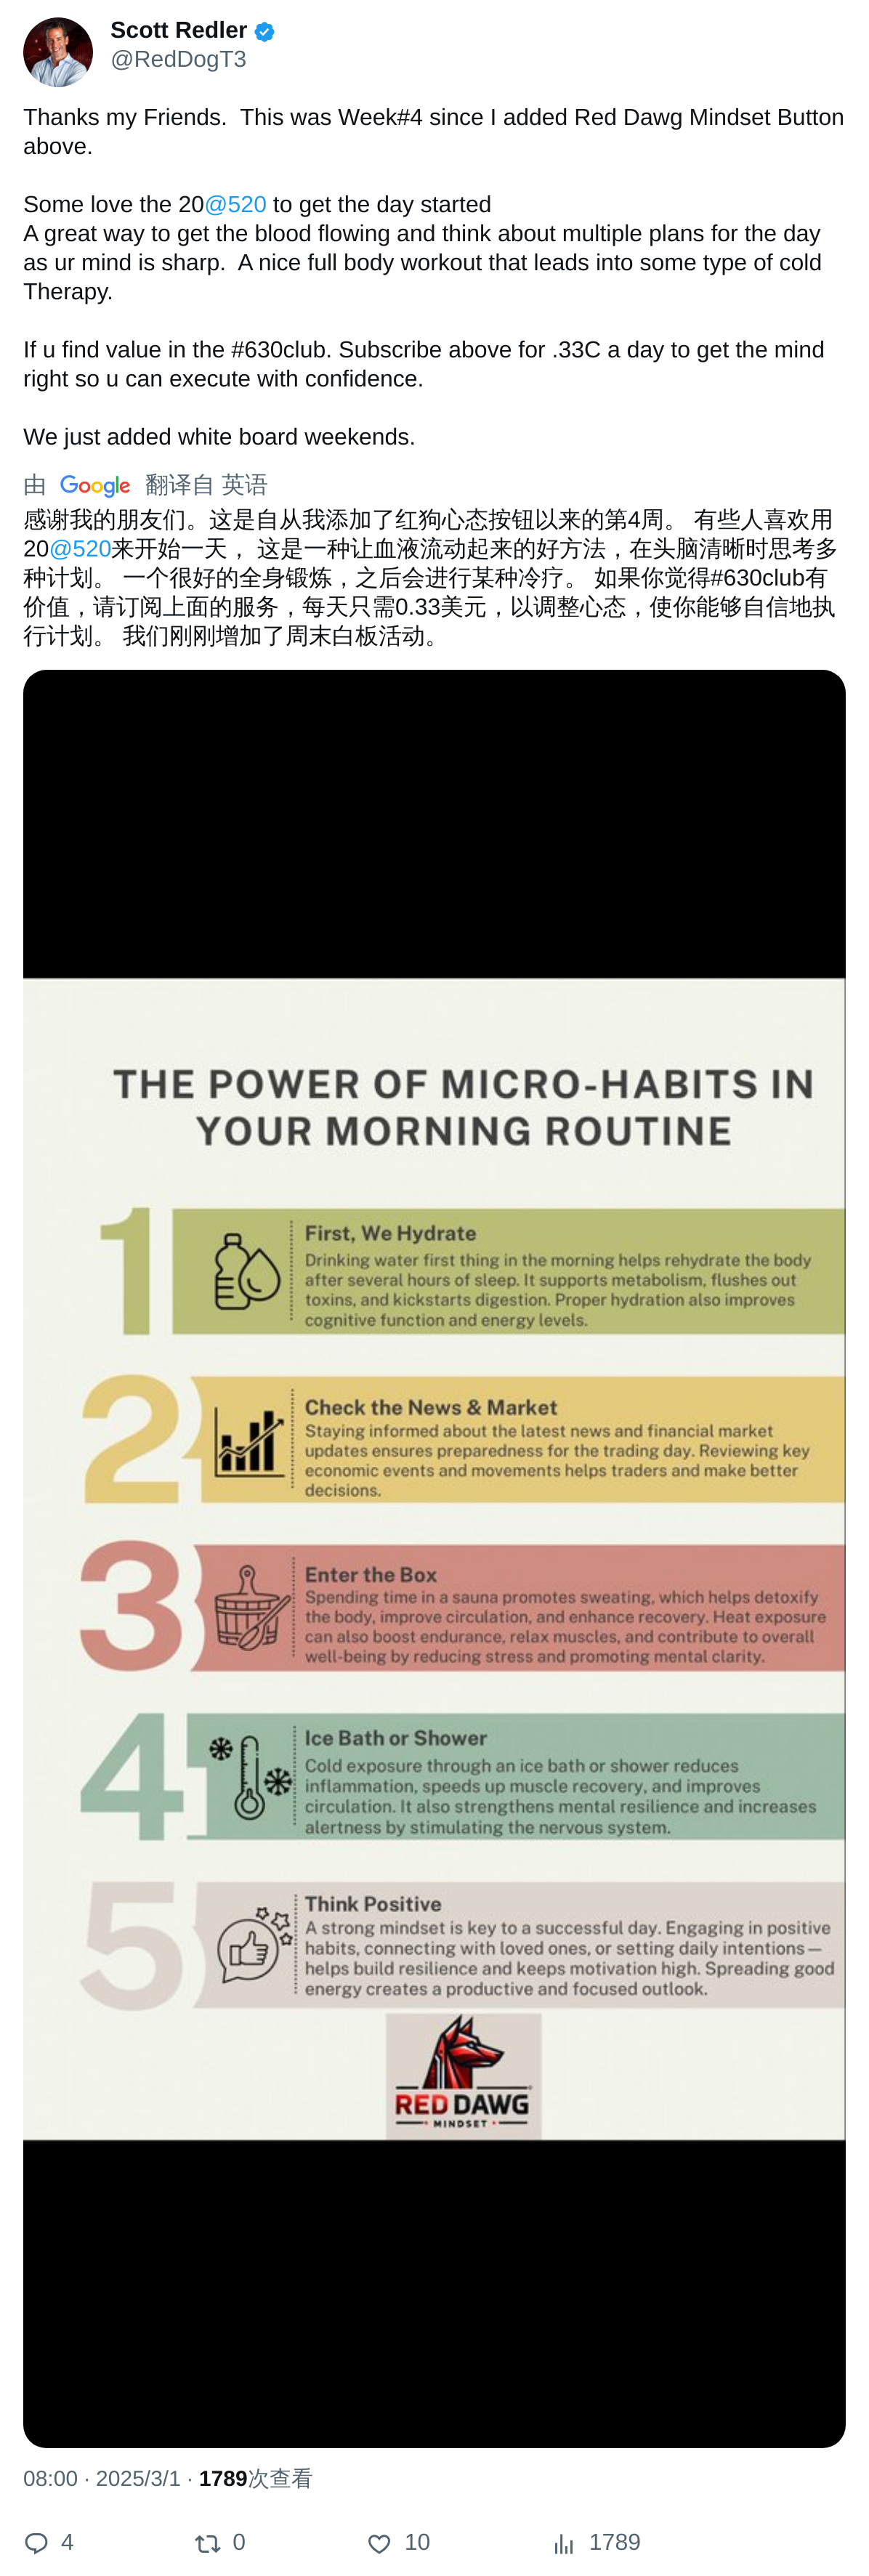 Scott Redler
@RedDogT3
Thanks my Friends.  This was Week#4 since I added Red Dawg Mindset Button
above.
Some love the 20@520 to get the day started
A great way to get the blood flowing and think about multiple plans for the day
as ur mind is sharp.  A nice full body workout that leads into some type of cold
Therapy.
If u find value in the #630club. Subscribe above for .33C a day to get the mind
right so u can execute with confidence.
We just added white board weekends.
由 Google 翻译自 英语
感谢我的朋友们。这是自从我添加了红狗心态按钮以来的第4周。 有些人喜欢用
20@520来开始一天， 这是一种让血液流动起来的好方法，在头脑清晰时思考多
种计划。 一个很好的全身锻炼，之后会进行某种冷疗。 如果你觉得#630club有
价值，请订阅上面的服务，每天只需0.33美元，以调整心态，使你能够自信地执
行计划。 我们刚刚增加了周末白板活动。
THE POWER OF MICRO-HABITS IN
YOUR MORNING ROUTINE
1
First, We Hydrate
Drinking water first thing in the morning helps rehydrate the body
after several hours of sleep. It supports metabolism, flushes out
toxins, and kickstarts digestion. Proper hydration also improves
cognitive function and energy levels.
2
Check the News & Market
Staying informed about the latest news and financial market
updates ensures preparedness for the trading day. Reviewing key
economic events and movements helps traders and make better
decisions.
3
Enter the Box
Spending time in a sauna promotes sweating, which helps detoxify
the body, improve circulation, and enhance recovery. Heat exposure
can also boost endurance, relax muscles, and contribute to overall
well-being by reducing stress and promoting mental clarity.
4
Ice Bath or Shower
Cold exposure through an ice bath or shower reduces
inflammation, speeds up muscle recovery, and improves
circulation. It also strengthens mental resilience and increases
alertness by stimulating the nervous system.
5
Think Positive
A strong mindset is key to a successful day. Engaging in positive
habits, connecting with loved ones, or setting daily intentions—
helps build resilience and keeps motivation high. Spreading good
energy creates a productive and focused outlook.
RED DAWG
MINDSET
08:00 · 2025/3/1 · 1789次查看
4 0 10 1789